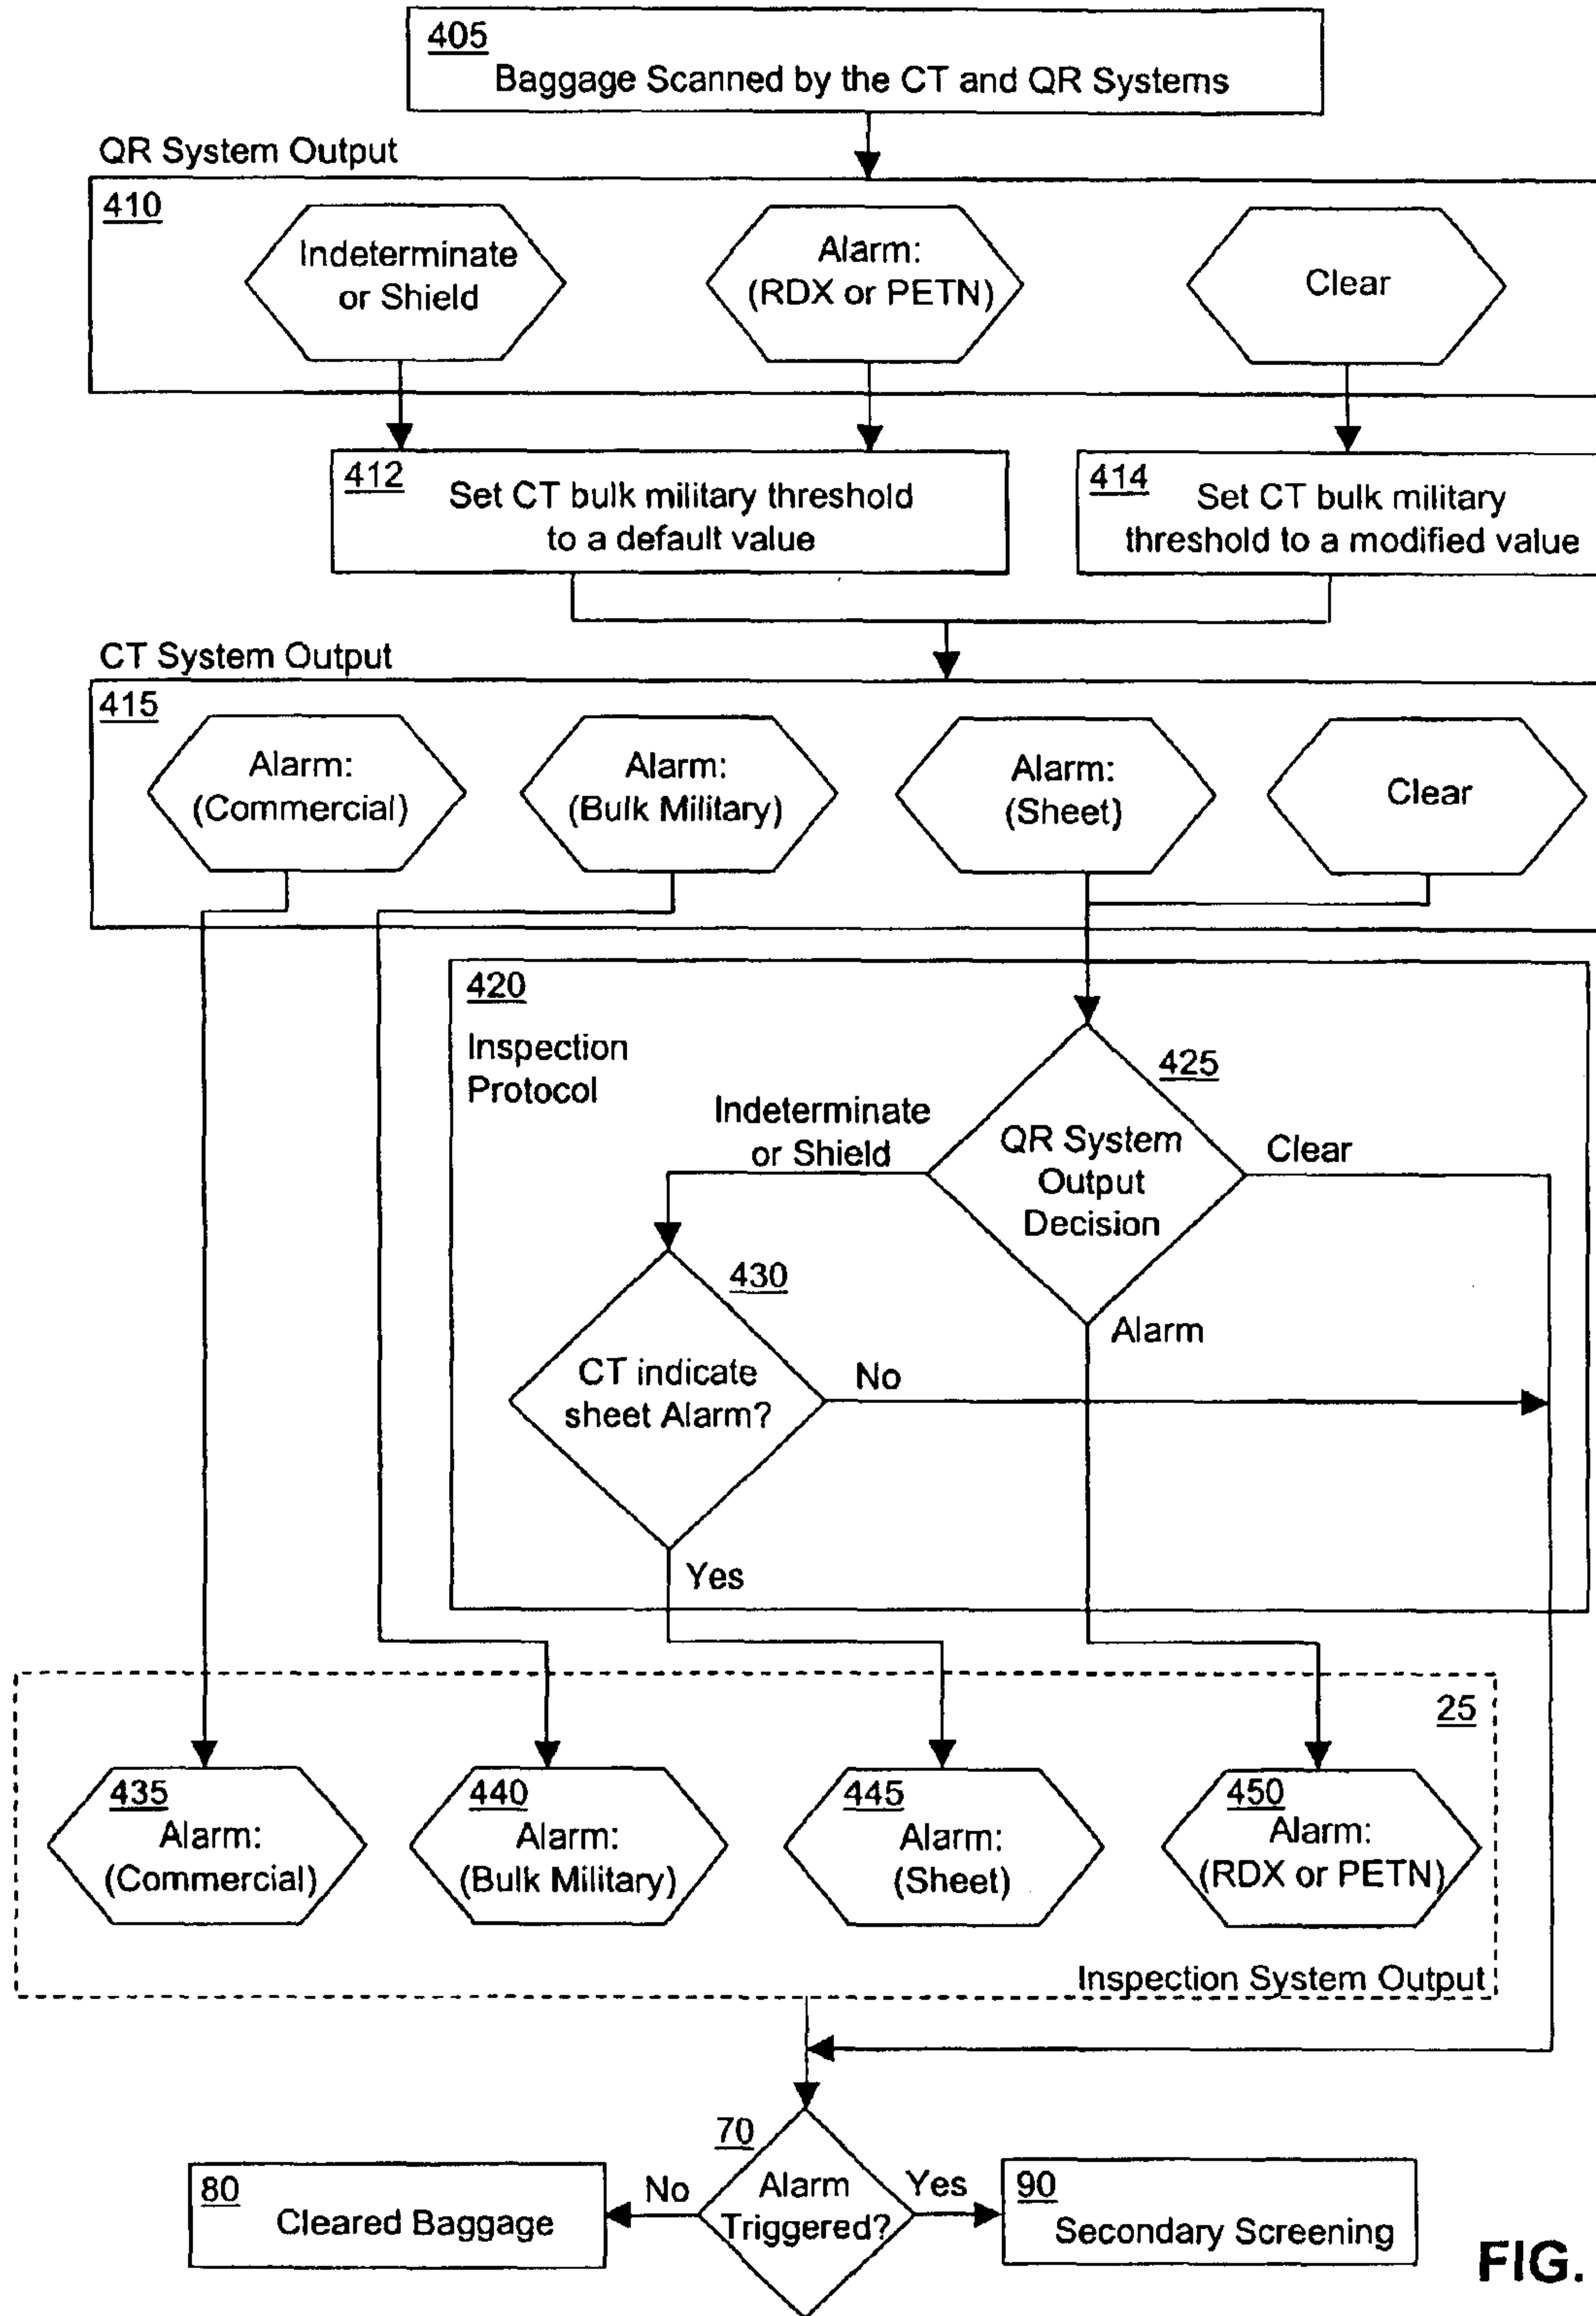 405
Baggage Scanned by the CT and QR Systems
QR System Output
410
Indeterminate
or Shield
Alarm:
(RDX or PETN)
Clear
412
Set CT bulk military threshold
to a default value
414
Set CT bulk military
threshold to a modified value
CT System Output
415
Alarm:
(Commercial)
Alarm:
(Bulk Military)
Alarm:
(Sheet)
Clear
420
Inspection
Protocol
425
QR System
Output
Decision
Indeterminate
or Shield
Clear
Alarm
430
CT indicate
sheet Alarm?
No
Yes
25
435
Alarm:
(Commercial)
440
Alarm:
(Bulk Military)
445
Alarm:
(Sheet)
450
Alarm:
(RDX or PETN)
Inspection System Output
70
Alarm
Triggered?
No
Yes
80
Cleared Baggage
90
Secondary Screening
FIG.